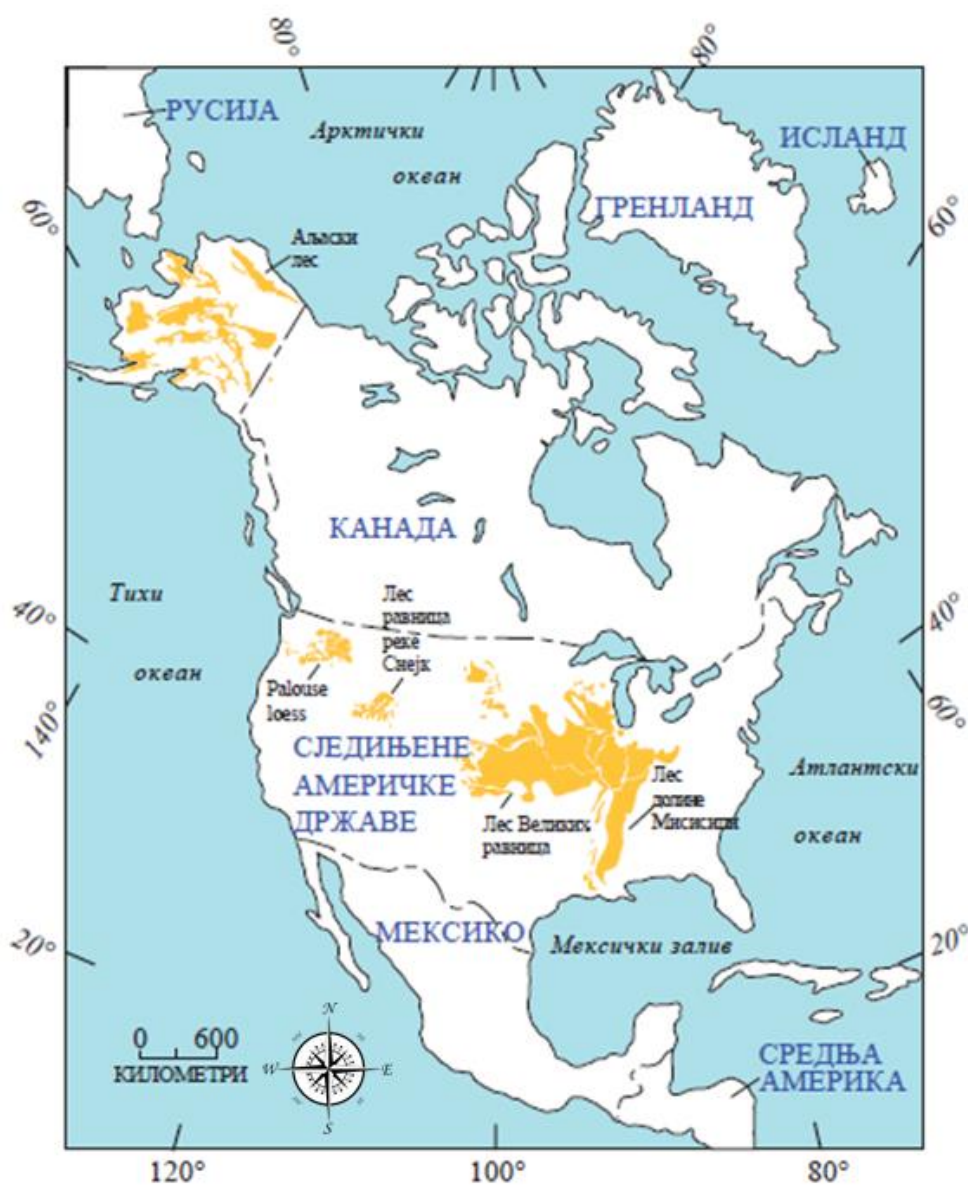 80°
80°
РУСИЈА
Арктички
океан
ИСЛАНД
ГРЕНЛАНД
60°
60°
Аљаски
лес
КАНАДА
Тихи
океан
Лес
равница
реке
Снејк
40°
40°
Palouse
loess
140°
60°
СЈЕДИЊЕНЕ
АМЕРИЧКЕ
ДРЖАВЕ
Лес Великих
равница
Лес
долине
Мисисипи
Атлантски
океан
МЕКСИКО
Мексички залив
20°
20°
0 600
КИЛОМЕТРИ
N
W E
S
СРЕДЊА
АМЕРИКА
120° 100° 80°